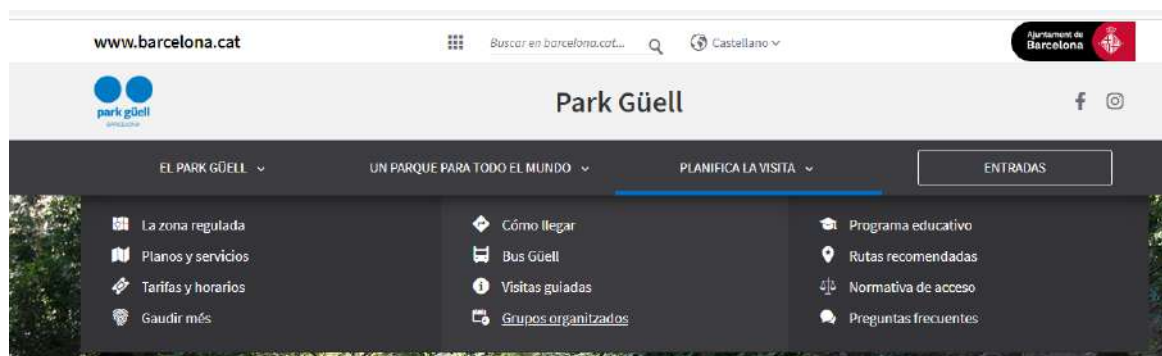 www.barcelona.cat
Buscar en barcelona.cat...
Castellano
Ajuntament de
Barcelona
park güell
BARCELONA
Park Güell
EL PARK GÜELL
UN PARQUE PARA TODO EL MUNDO
PLANIFICA LA VISITA
ENTRADAS
La zona regulada
Planos y servicios
Tarifas y horarios
Gaudir més
Cómo llegar
Bus Güell
Visitas guiadas
Grupos organitzados
Programa educativo
Rutas recomendadas
Normativa de acceso
Preguntas frecuentes